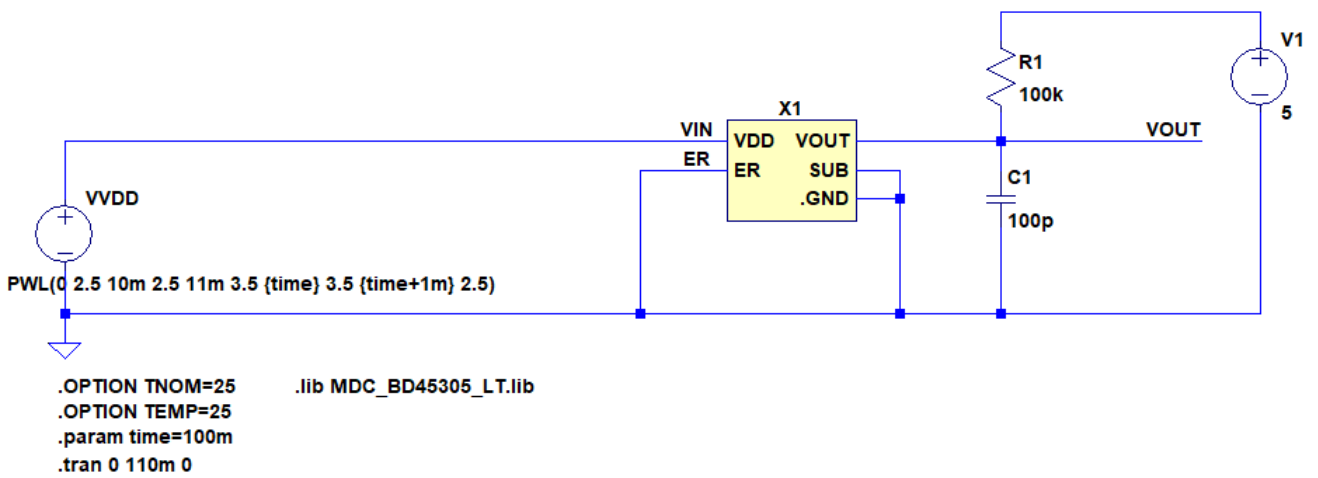 V1
R1
100k
5
X1
VIN
VDD VOUT
VOUT
ER
ER SUB
.GND
C1
100p
VVDD
PWL(0 2.5 10m 2.5 11m 3.5 {time} 3.5 {time+1m} 2.5)
.OPTION TNOM=25 .lib MDC_BD45305_LT.lib
.OPTION TEMP=25
.param time=100m
.tran 0 110m 0